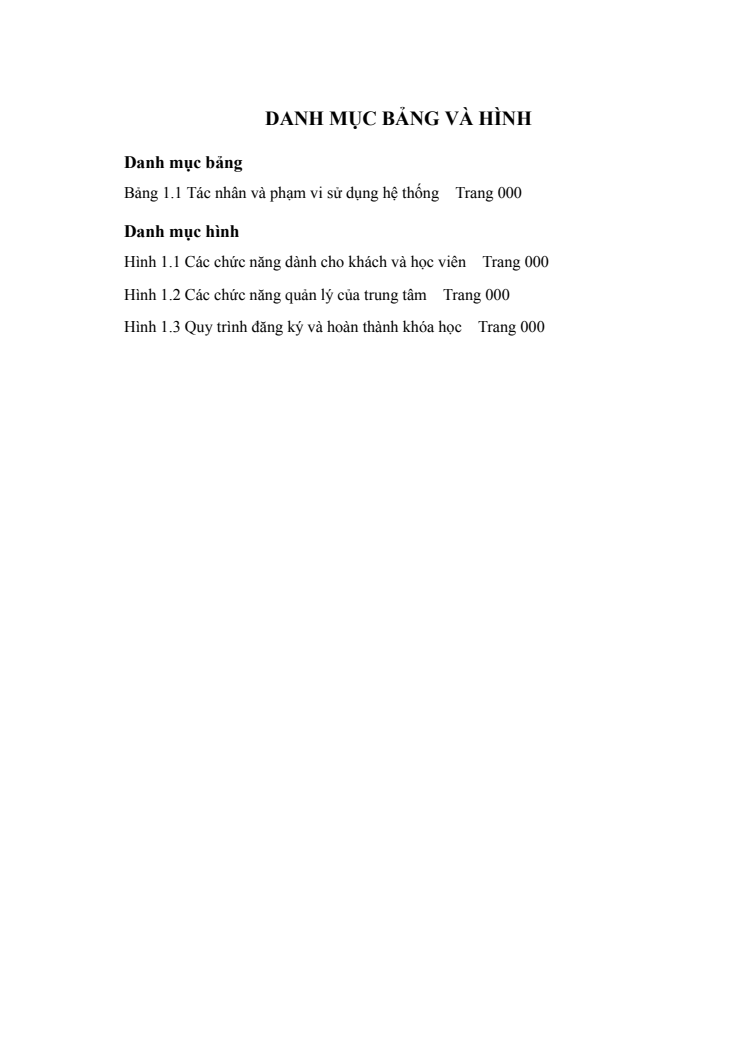 DANH MỤC BẢNG VÀ HÌNH
Danh mục bảng
Bảng 1.1 Tác nhân và phạm vi sử dụng hệ thống    Trang 000
Danh mục hình
Hình 1.1 Các chức năng dành cho khách và học viên    Trang 000
Hình 1.2 Các chức năng quản lý của trung tâm    Trang 000
Hình 1.3 Quy trình đăng ký và hoàn thành khóa học    Trang 000